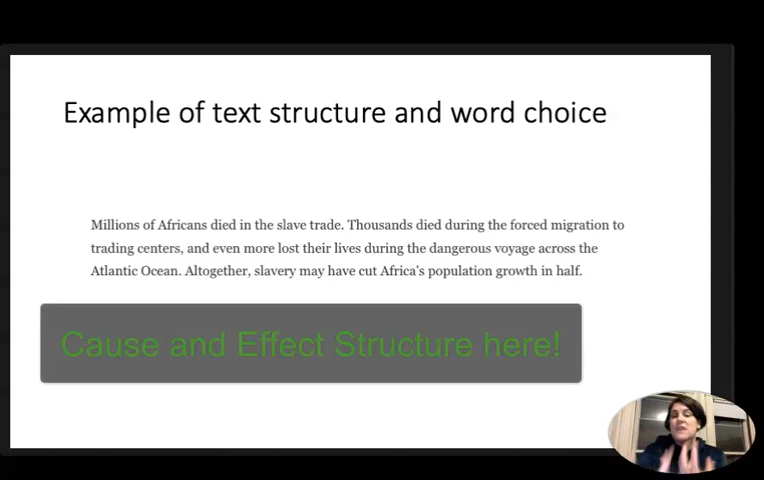 Example of text structure and word choice
Millions of Africans died in the slave trade. Thousands died during the forced migration to
trading centers, and even more lost their lives during the dangerous voyage across the
Atlantic Ocean. Altogether, slavery may have cut Africa's population growth in half.
Cause and Effect Structure here!